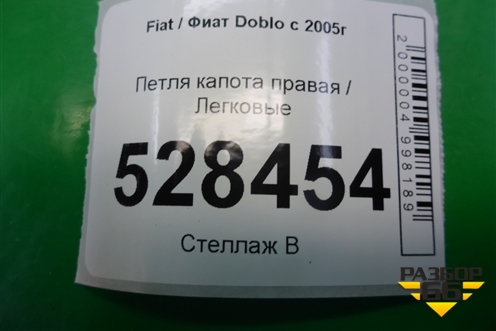 Fiat / Фиат Doblo с 2005г
Петля капота правая /
Легковые
528454
Стеллаж В
2000004998189
РАЗБОР
66